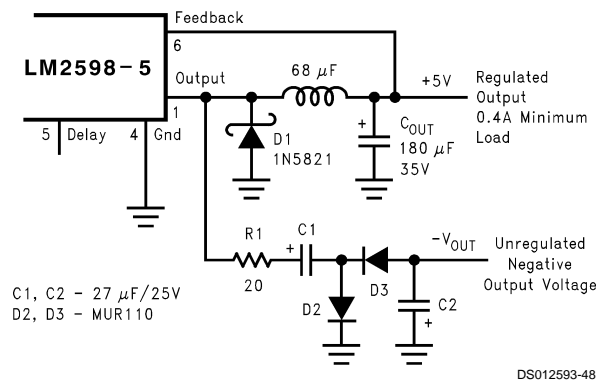 Feedback
6
LM2598-5
Output
1
5 Delay
4 Gnd
68 μF
+5V
Regulated
Output
0.4A Minimum
Load
D1
1N5821
+
COUT
180 μF
35V
R1
20
C1
+
D2
D3
-VOUT
C2
+
Unregulated
Negative
Output Voltage
C1, C2 - 27 μF/25V
D2, D3 - MUR110
DS012593-48